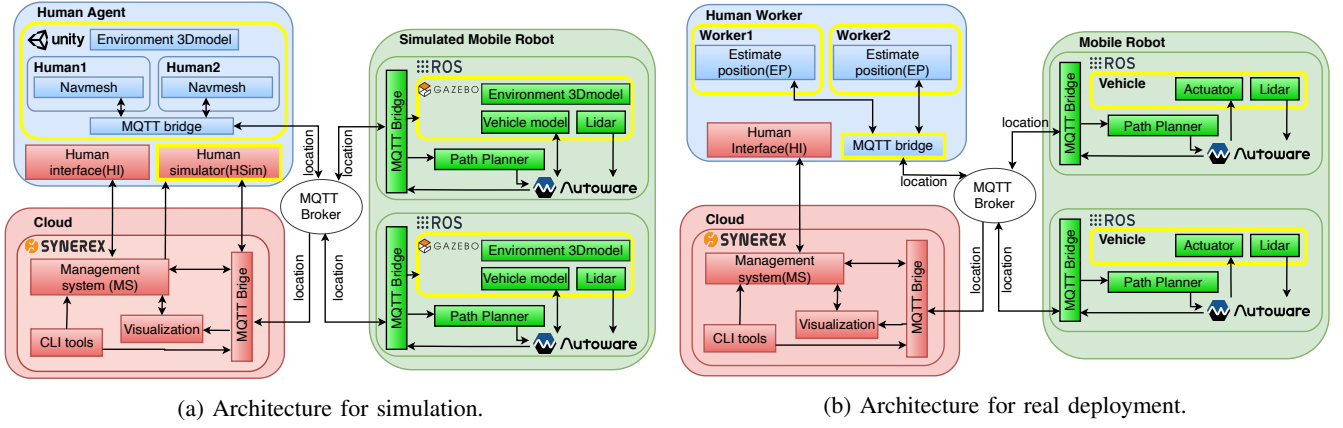 Human Agent
unity
Environment 3Dmodel
Human1
Human2
Navmesh
Navmesh
MQTT bridge
Human
interface(HI)
Human
simulator(HSim)
Cloud
SYNEREX
Management
system (MS)
Visualization
CLI tools
MQTT Brige
location
location
location
location
MQTT
Broker
Simulated Mobile Robot
ROS
GAZEBO
Environment 3Dmodel
Vehicle model
Lidar
MQTT Bridge
Path Planner
Autoware
ROS
GAZEBO
Environment 3Dmodel
Vehicle model
Lidar
MQTT Bridge
Path Planner
Autoware
(a) Architecture for simulation.
Human Worker
Worker1
Worker2
Estimate
position(EP)
Estimate
position(EP)
Human
Interface(HI)
MQTT bridge
Cloud
SYNEREX
Management
system(MS)
Visualization
CLI tools
MQTT Brige
location
location
location
location
MQTT
Broker
Mobile Robot
ROS
Vehicle
Actuator
Lidar
MQTT Bridge
Path Planner
Autoware
ROS
Vehicle
Actuator
Lidar
MQTT Bridge
Path Planner
Autoware
(b) Architecture for real deployment.